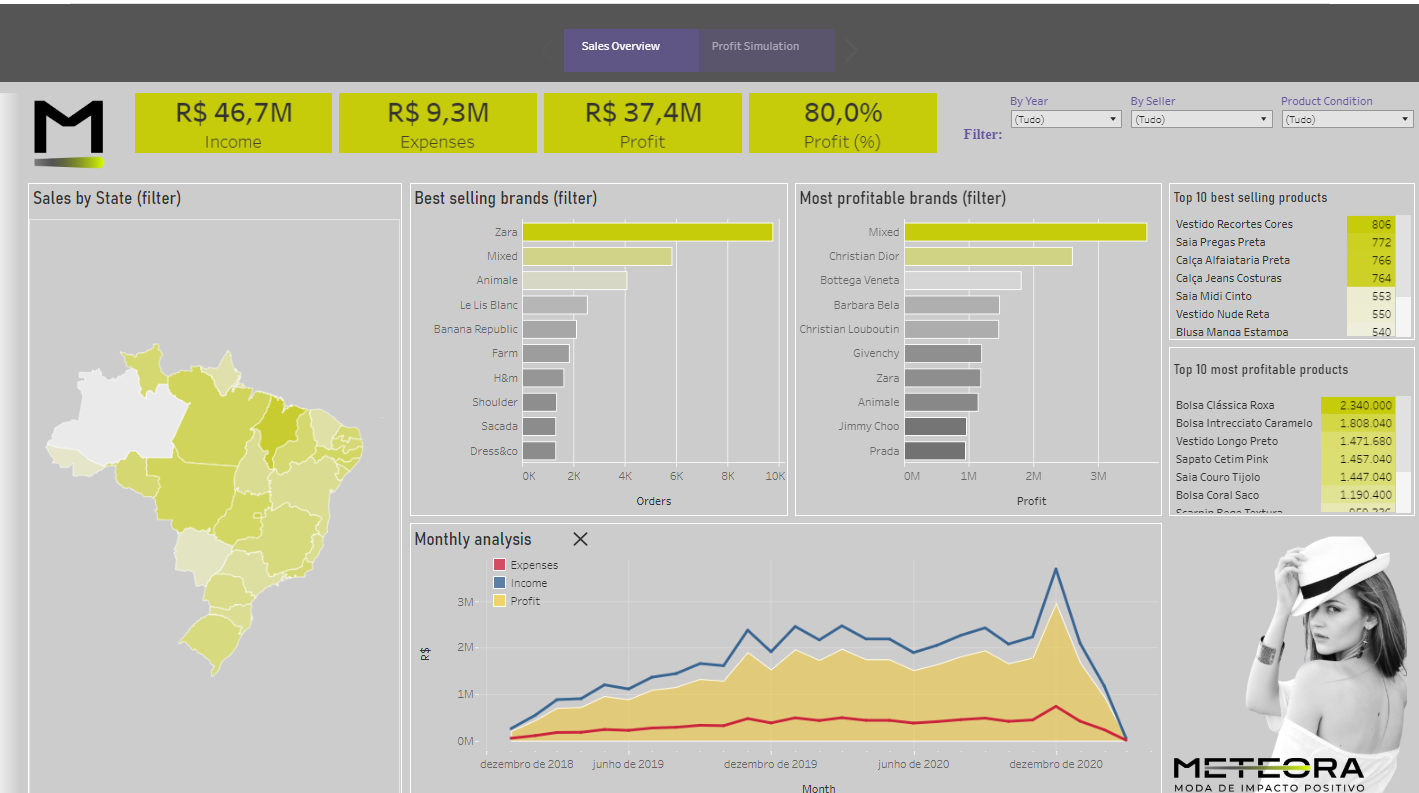 Sales Overview
Profit Simulation
M
R$ 46,7M
Income
R$ 9,3M
Expenses
R$ 37,4M
Profit
80,0%
Profit (%)
Filter:
By Year
(Tudo)
By Seller
(Tudo)
Product Condition
(Tudo)
Sales by State (filter)
Best selling brands (filter)
Zara
Mixed
Animale
Le Lis Blanc
Banana Republic
Farm
H&m
Shoulder
Sacada
Dress&co
0K 2K 4K 6K 8K 10K
Orders
Most profitable brands (filter)
Mixed
Christian Dior
Bottega Veneta
Barbara Bela
Christian Louboutin
Givenchy
Zara
Animale
Jimmy Choo
Prada
0M 1M 2M 3M
Profit
Top 10 best selling products
Vestido Recortes Cores 806
Saia Pregas Preta 772
Calça Alfaiataria Preta 766
Calça Jeans Costuras 764
Saia Midi Cinto 553
Vestido Nude Reta 550
Blusa Manga Estampa 540
Top 10 most profitable products
Bolsa Clássica Roxa 2.340.000
Bolsa Intrecciato Caramelo 1.808.040
Vestido Longo Preto 1.471.680
Sapato Cetim Pink 1.457.040
Saia Couro Tijolo 1.447.040
Bolsa Coral Saco 1.190.400
Monthly analysis
Expenses
Income
Profit
R$
3M
2M
1M
0M
dezembro de 2018 junho de 2019 dezembro de 2019 junho de 2020 dezembro de 2020
Month
METEORA
MODA DE IMPACTO POSITIVO